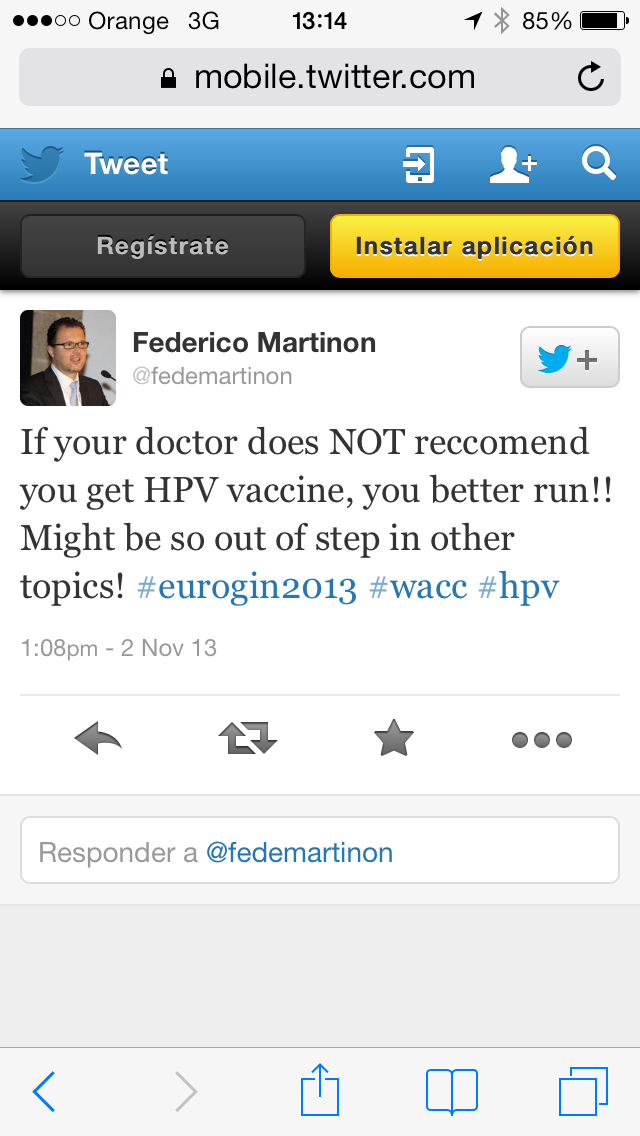 Orange 3G 13:14 85%
mobile.twitter.com
Tweet
Regístrate Instalar aplicación
Federico Martinon
@fedemartinon
If your doctor does NOT reccomend
you get HPV vaccine, you better run!!
Might be so out of step in other
topics! #eurogin2013 #wacc #hpv
1:08pm - 2 Nov 13
Responder a @fedemartinon